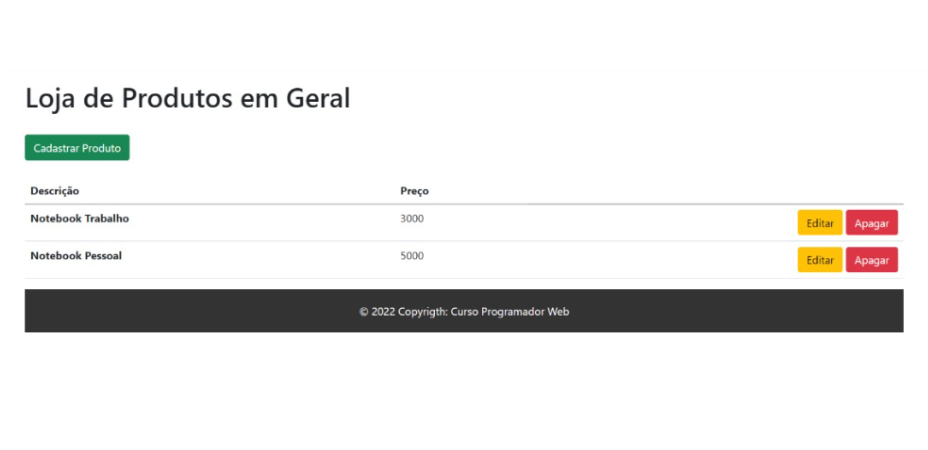 Loja de Produtos em Geral
Cadastrar Produto
Descrição Preço
Notebook Trabalho 3000 Editar Apagar
Notebook Pessoal 5000 Editar Apagar
© 2022 Copyrigth: Curso Programador Web